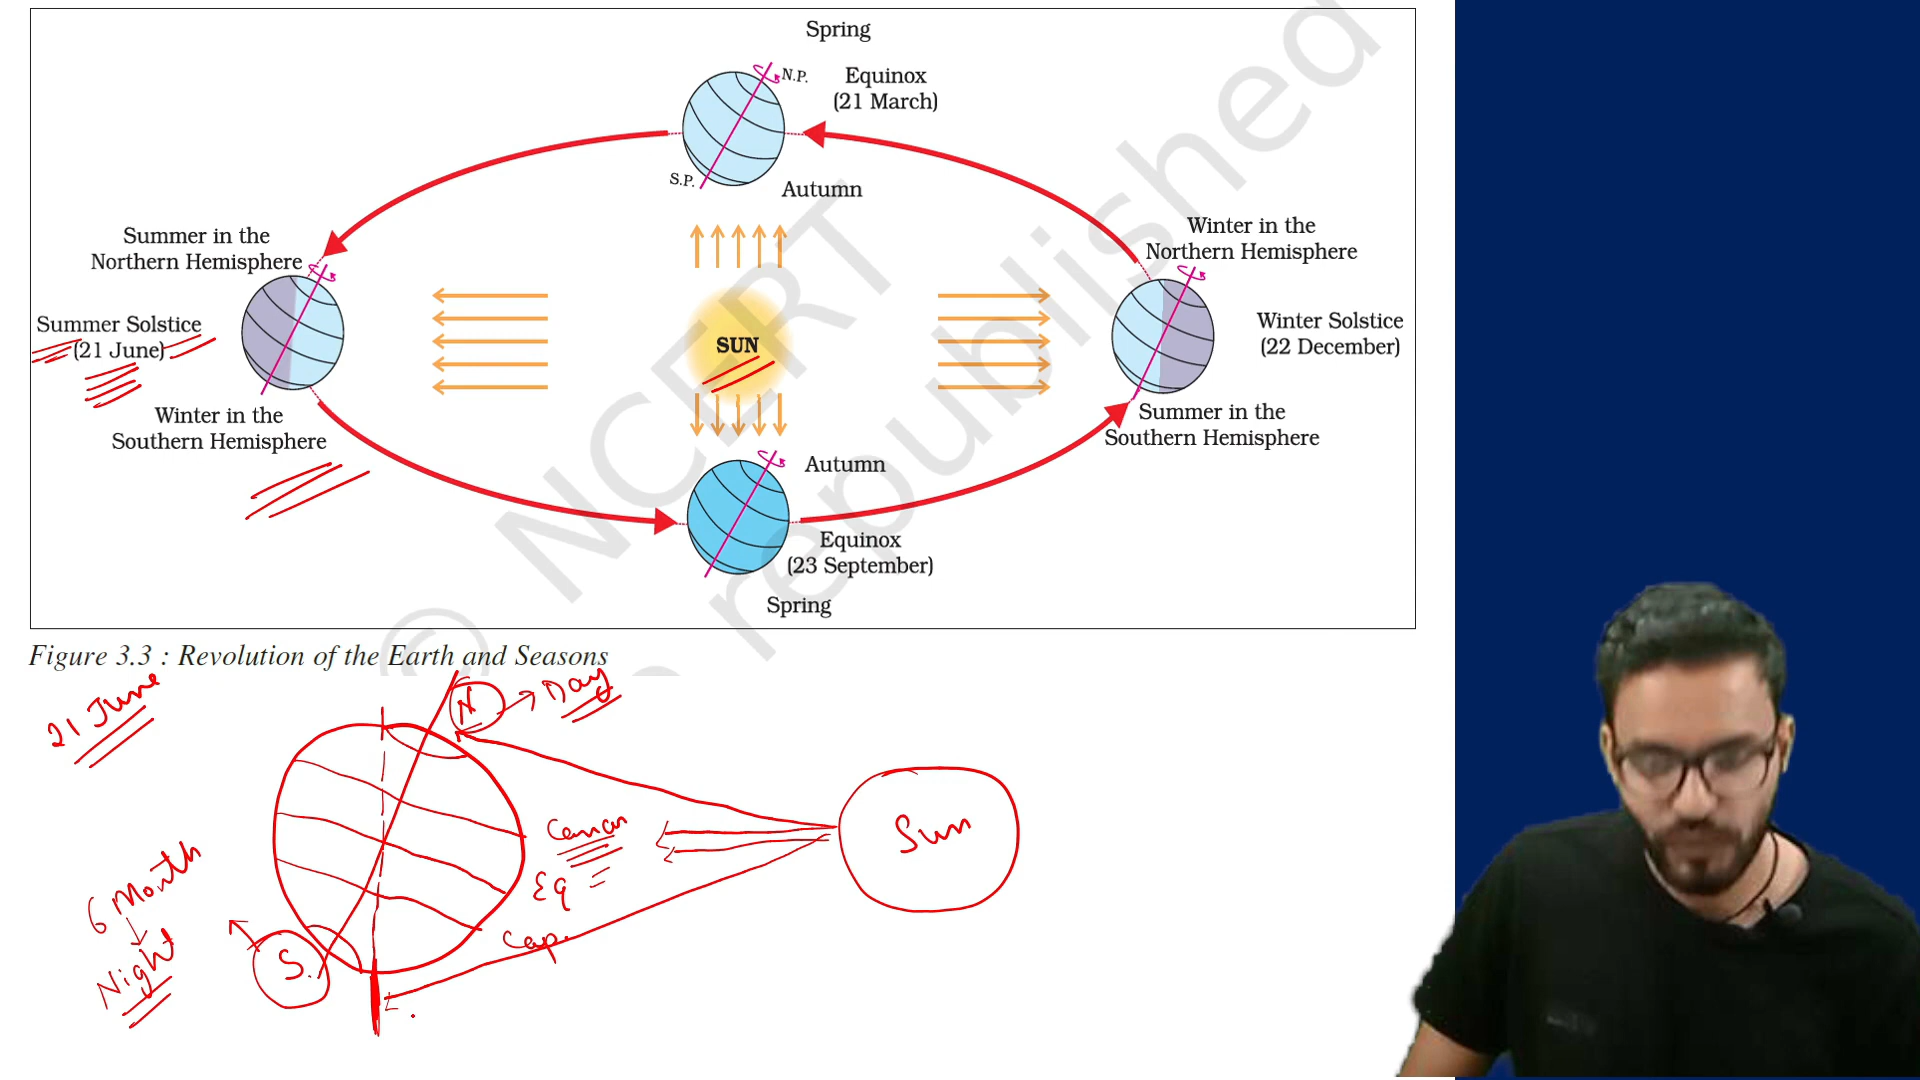 Spring
N.P.
Equinox
(21 March)
S.P.
Autumn
Summer in the
Northern Hemisphere
Winter in the
Northern Hemisphere
Summer Solstice
(21 June)
SUN
Winter Solstice
(22 December)
Winter in the
Southern Hemisphere
Summer in the
Southern Hemisphere
Autumn
Equinox
(23 September)
Spring
© NCERT
republished
Figure 3.3 : Revolution of the Earth and Seasons
21 June
N
Day
Sun
Eq
Cap.
6 Month
Night
S.